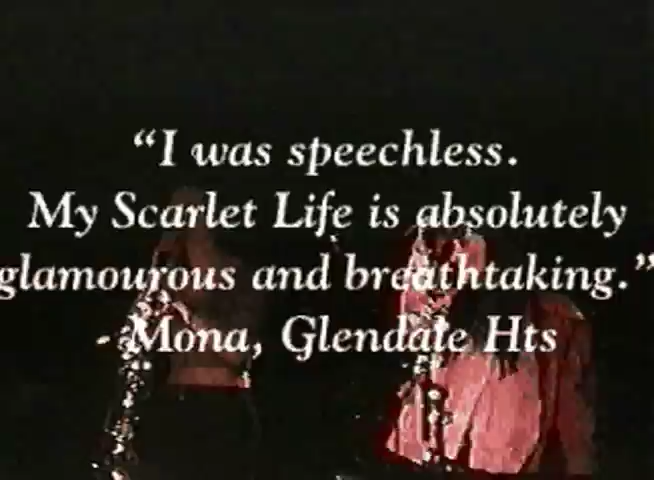 “I was speechless.
My Scarlet Life is absolutely
glamourous and breathtaking.”
- Mona, Glendale Hts